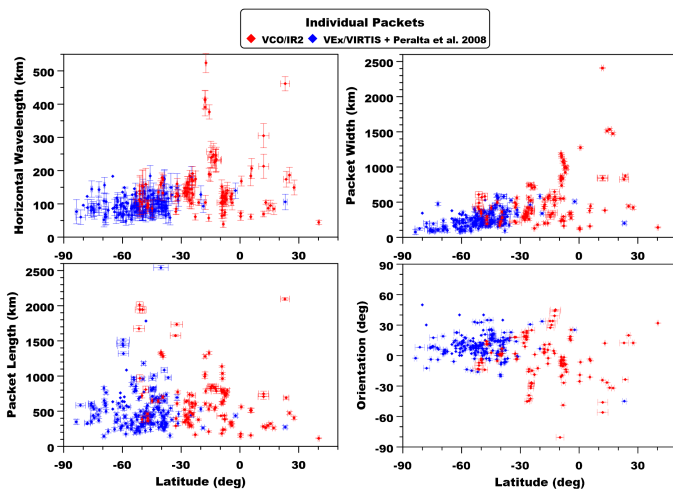 Individual Packets
VCO/IR2 VEx/VIRTIS + Peralta et al. 2008
Horizontal Wavelength (km)
500
400
300
200
100
0
-90 -60 -30 0 30
Packet Width (km)
2500
2000
1500
1000
500
0
-90 -60 -30 0 30
Packet Length (km)
2500
2000
1500
1000
500
0
-90 -60 -30 0 30
Latitude (deg)
Orientation (deg)
90
60
30
0
-30
-60
-90
-90 -60 -30 0 30
Latitude (deg)